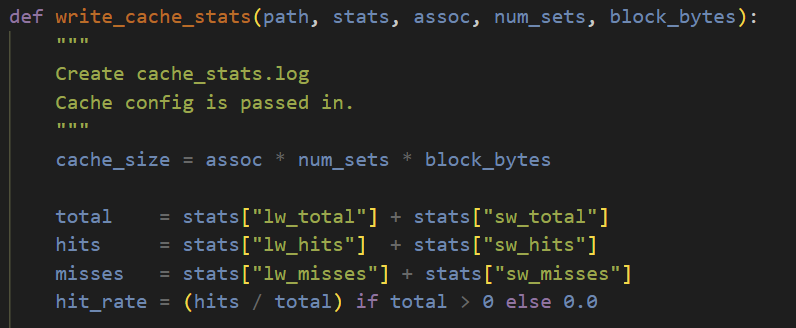 def write_cache_stats(path, stats, assoc, num_sets, block_bytes):
    """
    Create cache_stats.log
    Cache config is passed in.
    """
    cache_size = assoc * num_sets * block_bytes

    total    = stats["lw_total"] + stats["sw_total"]
    hits     = stats["lw_hits"]  + stats["sw_hits"]
    misses   = stats["lw_misses"] + stats["sw_misses"]
    hit_rate = (hits / total) if total > 0 else 0.0